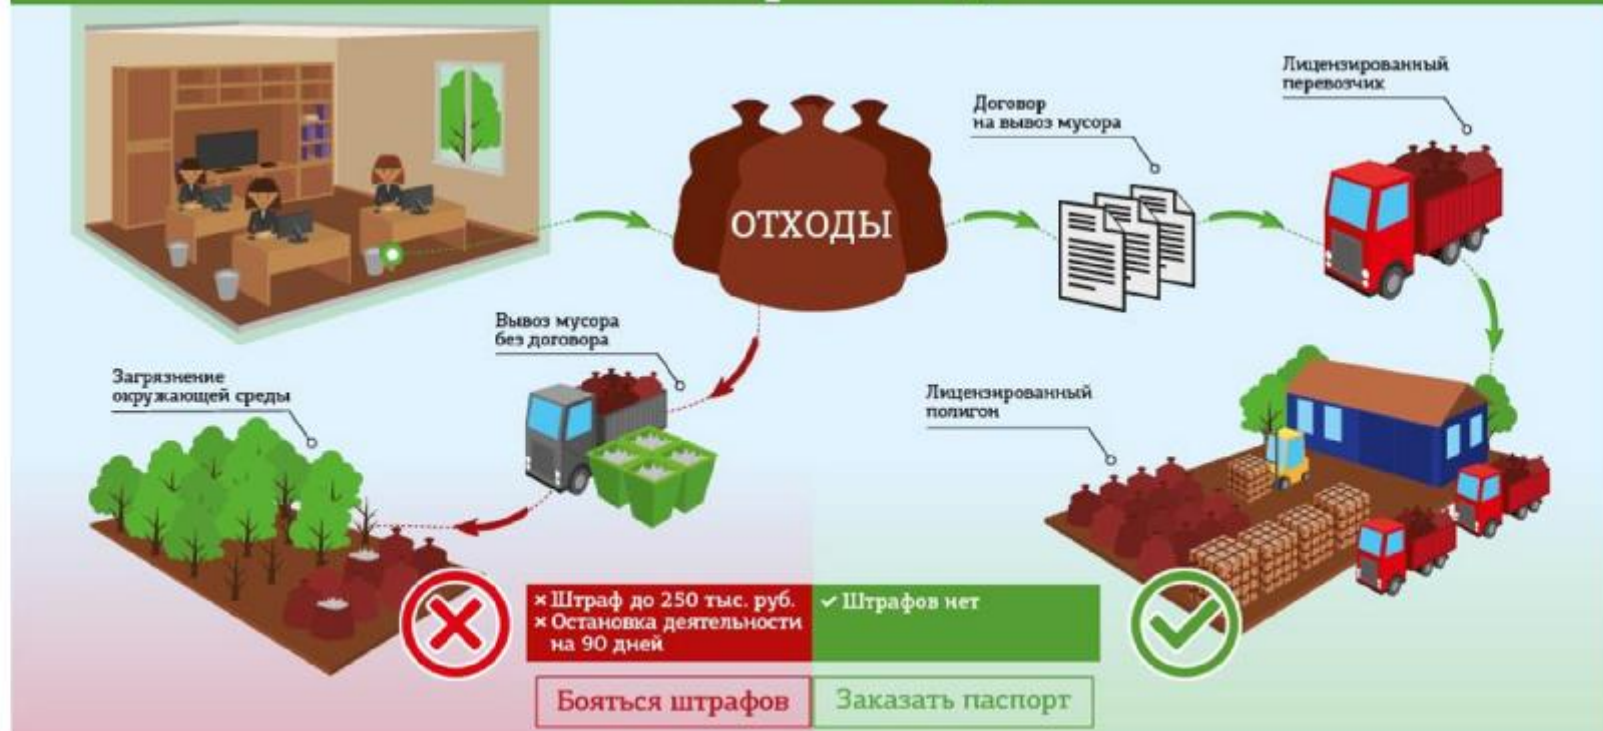 Лицензированный
перевозчик
Договор
на вывоз мусора
ОТХОДЫ
Вывоз мусора
без договора
Загрязнение
окружающей среды
Лицензированный
полигон
× Штраф до 250 тыс. руб.
× Остановка деятельности
на 90 дней
✓ Штрафов нет
Бояться штрафов
Заказать паспорт